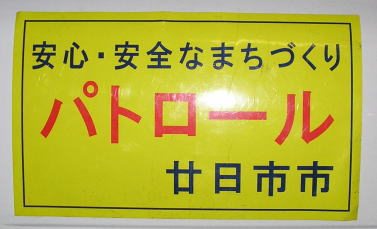 安心・安全なまちづくり
パトロール
廿日市市